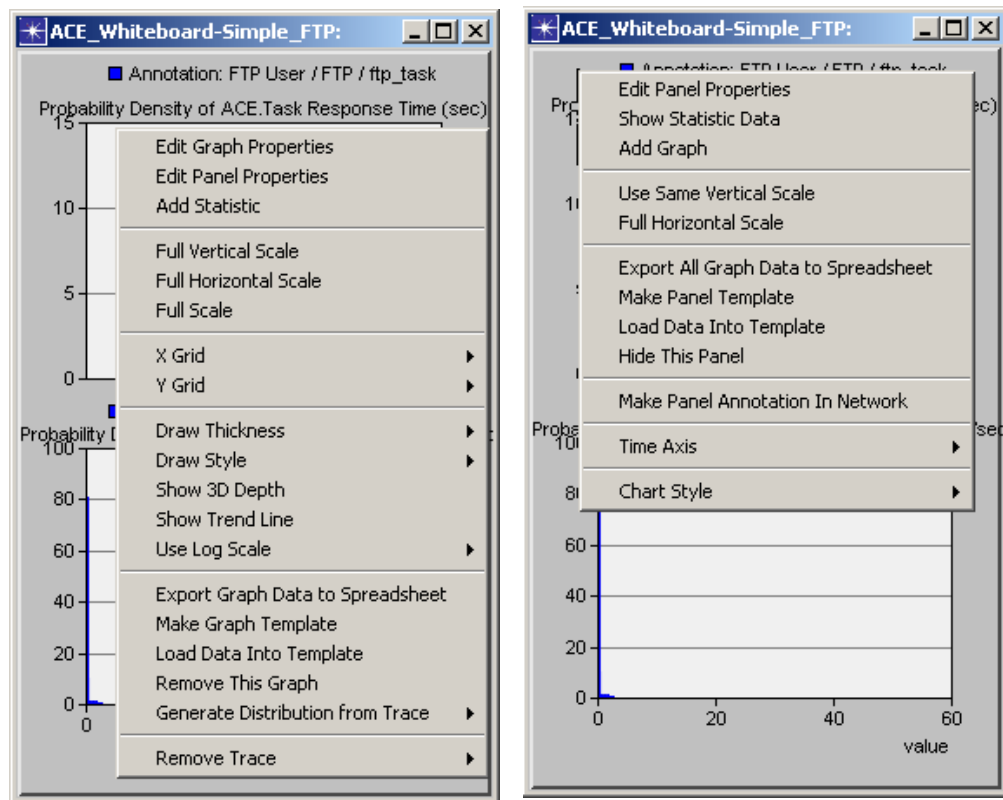 ACE_Whiteboard-Simple_FTP:
Annotation: FTP User / FTP / ftp_task
Probability Density of ACE.Task Response Time (sec)
15
10
5
0
Edit Graph Properties
Edit Panel Properties
Add Statistic
Full Vertical Scale
Full Horizontal Scale
Full Scale
X Grid
Y Grid
Draw Thickness
Draw Style
Show 3D Depth
Show Trend Line
Use Log Scale
Export Graph Data to Spreadsheet
Make Graph Template
Load Data Into Template
Remove This Graph
Generate Distribution from Trace
Remove Trace
Probability
100
80
60
40
20
0
0
ACE_Whiteboard-Simple_FTP:
Annotation: FTP User / FTP / ftp_task
Edit Panel Properties
Show Statistic Data
Add Graph
Use Same Vertical Scale
Full Horizontal Scale
Export All Graph Data to Spreadsheet
Make Panel Template
Load Data Into Template
Hide This Panel
Make Panel Annotation In Network
Time Axis
Chart Style
60
40
20
0
0 20 40 60
value